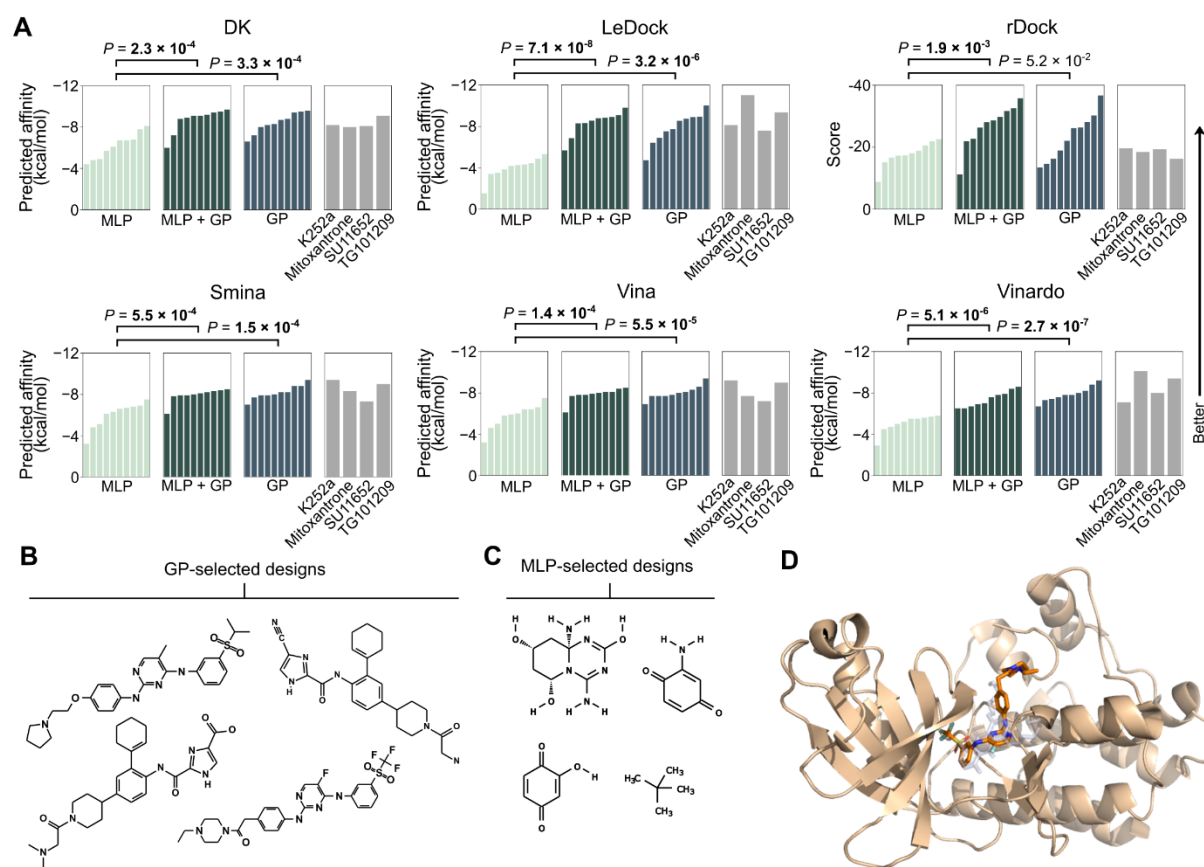 A
DK
P = 2.3 × 10⁻⁴
P = 3.3 × 10⁻⁴
Predicted affinity
(kcal/mol)
−12
−8
−4
0
MLP
MLP + GP
GP
K252a
Mitoxantrone
SU11652
TG101209
LeDock
P = 7.1 × 10⁻⁸
P = 3.2 × 10⁻⁶
Predicted affinity
(kcal/mol)
−12
−8
−4
0
MLP
MLP + GP
GP
K252a
Mitoxantrone
SU11652
TG101209
rDock
P = 1.9 × 10⁻³
P = 5.2 × 10⁻²
Score
-40
-20
0
MLP
MLP + GP
GP
K252a
Mitoxantrone
SU11652
TG101209
Smina
P = 5.5 × 10⁻⁴
P = 1.5 × 10⁻⁴
Predicted affinity
(kcal/mol)
−12
−8
−4
0
MLP
MLP + GP
GP
K252a
Mitoxantrone
SU11652
TG101209
Vina
P = 1.4 × 10⁻⁴
P = 5.5 × 10⁻⁵
Predicted affinity
(kcal/mol)
−12
−8
−4
0
MLP
MLP + GP
GP
K252a
Mitoxantrone
SU11652
TG101209
Vinardo
P = 5.1 × 10⁻⁶
P = 2.7 × 10⁻⁷
Predicted affinity
(kcal/mol)
−12
−8
−4
0
MLP
MLP + GP
GP
K252a
Mitoxantrone
SU11652
TG101209
Better
B
GP-selected designs
O
S
O
N
N
N
N
O
N
N
N
N
H
O
N
N
O
N
O
O
N
N
H
N
O
N
O
N
F
F
F
O
S
O
F
N
N
N
N
O
N
N
C
MLP-selected designs
H
H
N
H
H
O
N
O
N
N
O
H
N
H
H
H
H
N
O
O
O
O
H
O
CH₃
H₃C
CH₃
CH₃
D